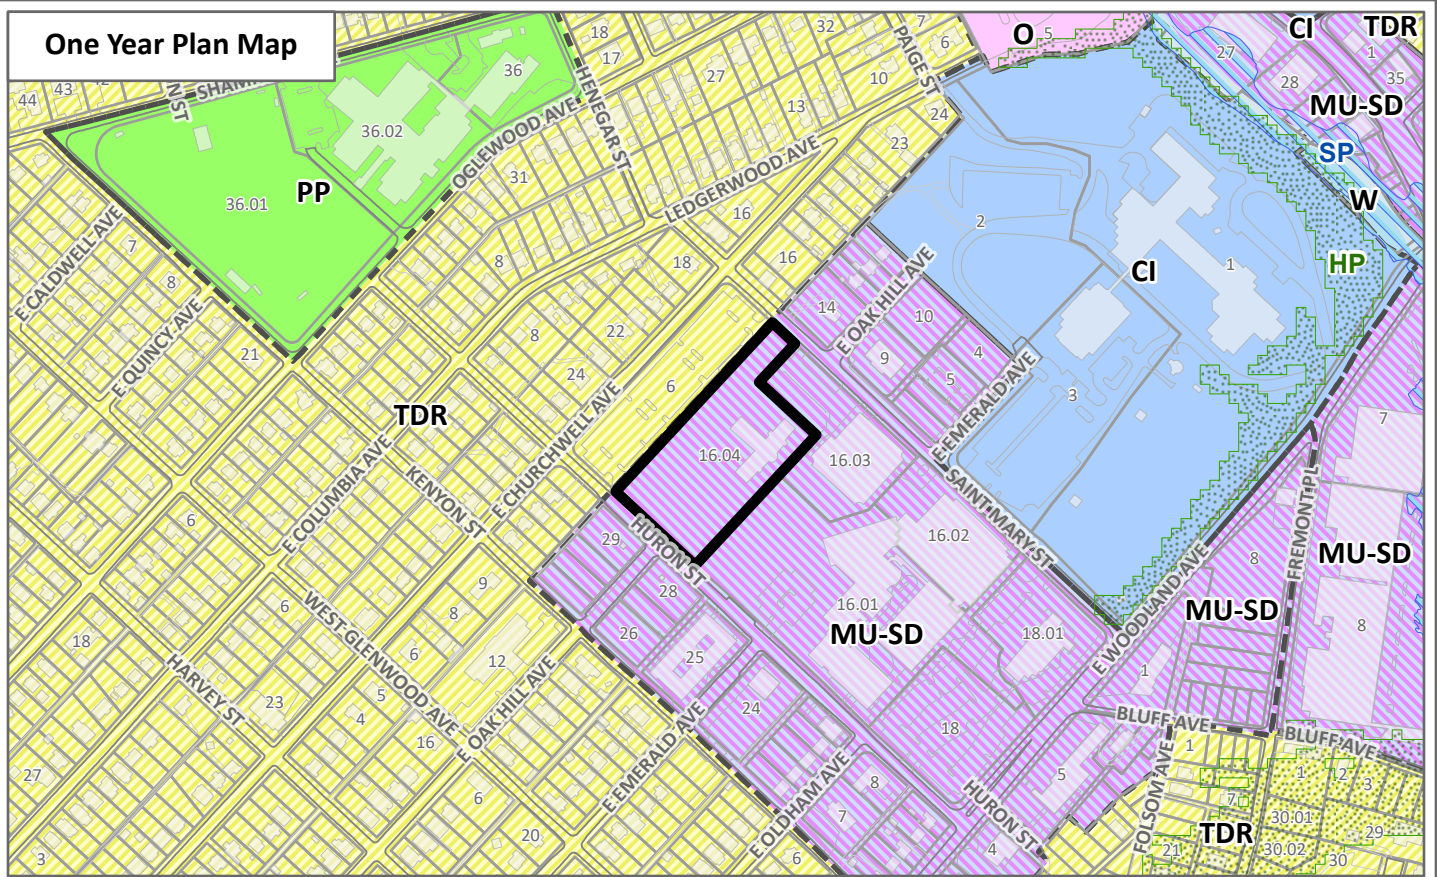 One Year Plan Map
O
5
CI
TDR
32
7
6
18
17
27
1
35
28
MU-SD
44
43
SHAM
N ST
HENEGAR ST
PAIGE ST
36
36.02
27
10
13
24
23
OGLEWOOD AVE
31
LEDGERWOOD AVE
SP
W
36.01
PP
16
2
E CALDWELL AVE
7
8
8
18
16
CI
1
HP
E OAK HILL AVE
14
10
E QUINCY AVE
21
8
22
24
9
4
5
3
6
E EMERALD AVE
TDR
E CHURCHWELL AVE
7
16.04
16.03
E COLUMBIA AVE
KENYON ST
SAINT MARY ST
6
29
HURON ST
16.02
8
FREMONT PL
MU-SD
9
28
16.01
MU-SD
MU-SD
E WOODLAND AVE
6
8
26
25
18.01
8
18
WEST GLENWOOD AVE
6
12
1
HARVEY ST
23
5
4
16
E OAK HILL AVE
24
18
BLUFF AVE
BLUFF AVE
27
E EMERALD AVE
6
E OLDHAM AVE
8
5
FOLSOM AVE
1
1
2
3
7
7
HURON ST
30.01
TDR
29
3
20
6
4
21
30.02
30